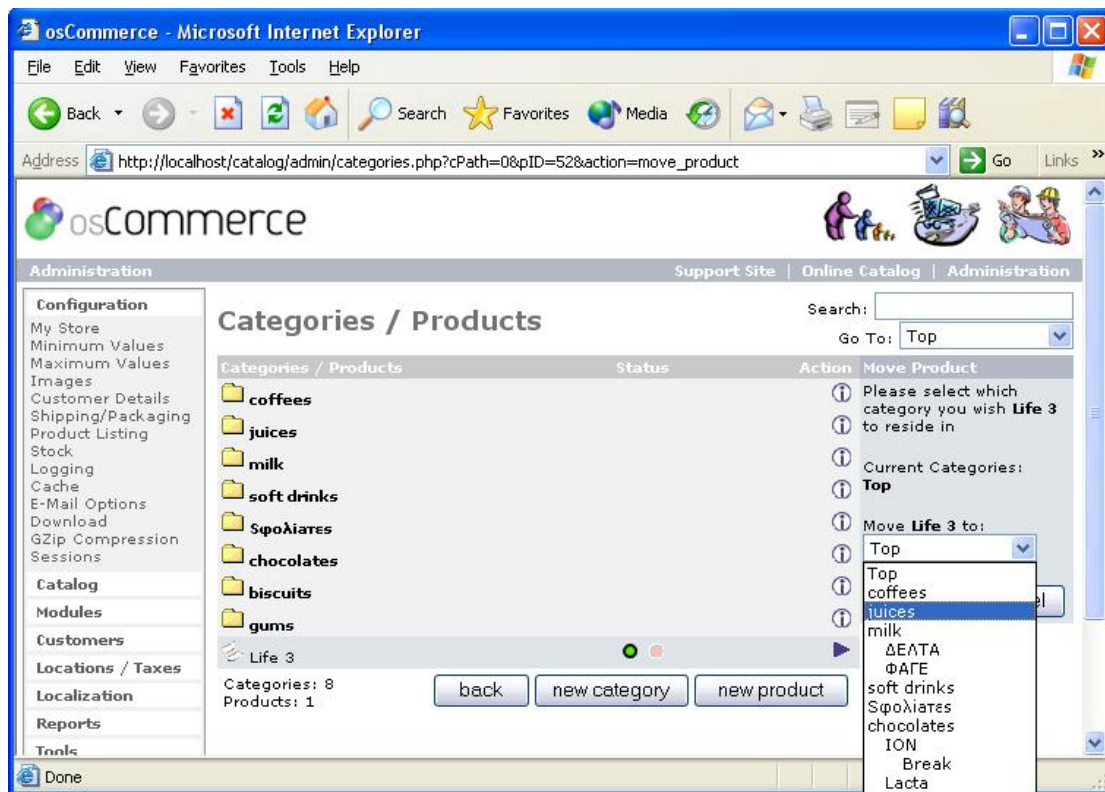 osCommerce - Microsoft Internet Explorer
File Edit View Favorites Tools Help
Back Search Favorites Media
Address http://localhost/catalog/admin/categories.php?cPath=0&pID=52&action=move_product Go Links »
osCommerce
Administration Support Site | Online Catalog | Administration
Configuration
My Store
Minimum Values
Maximum Values
Images
Customer Details
Shipping/Packaging
Product Listing
Stock
Logging
Cache
E-Mail Options
Download
GZip Compression
Sessions
Catalog
Modules
Customers
Locations / Taxes
Localization
Reports
Tools
Categories / Products
Search:
Go To: Top
Categories / Products Status Action
coffees
juices
milk
soft drinks
Sφολιατες
chocolates
biscuits
gums
Life 3
Categories: 8
Products: 1
back new category new product
Move Product
Please select which
category you wish Life 3
to reside in
Current Categories:
Top
Move Life 3 to:
Top
Top
coffees
juices
milk
ΔΕΛΤΑ
ΦΑΓΕ
soft drinks
Sφολιατες
chocolates
ION
Break
Lacta
Done